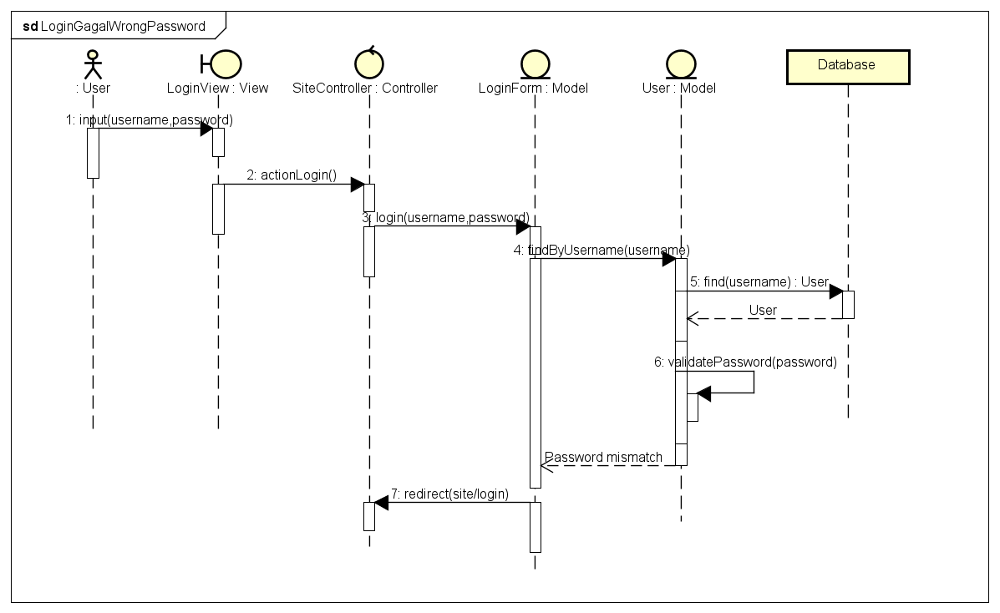 sd LoginGagalWrongPassword
: User
LoginView : View
SiteController : Controller
LoginForm : Model
User : Model
Database
1: input(username,password)
2: actionLogin()
3: login(username,password)
4: findByUsername(username)
5: find(username) : User
User
6: validatePassword(password)
Password mismatch
7: redirect(site/login)